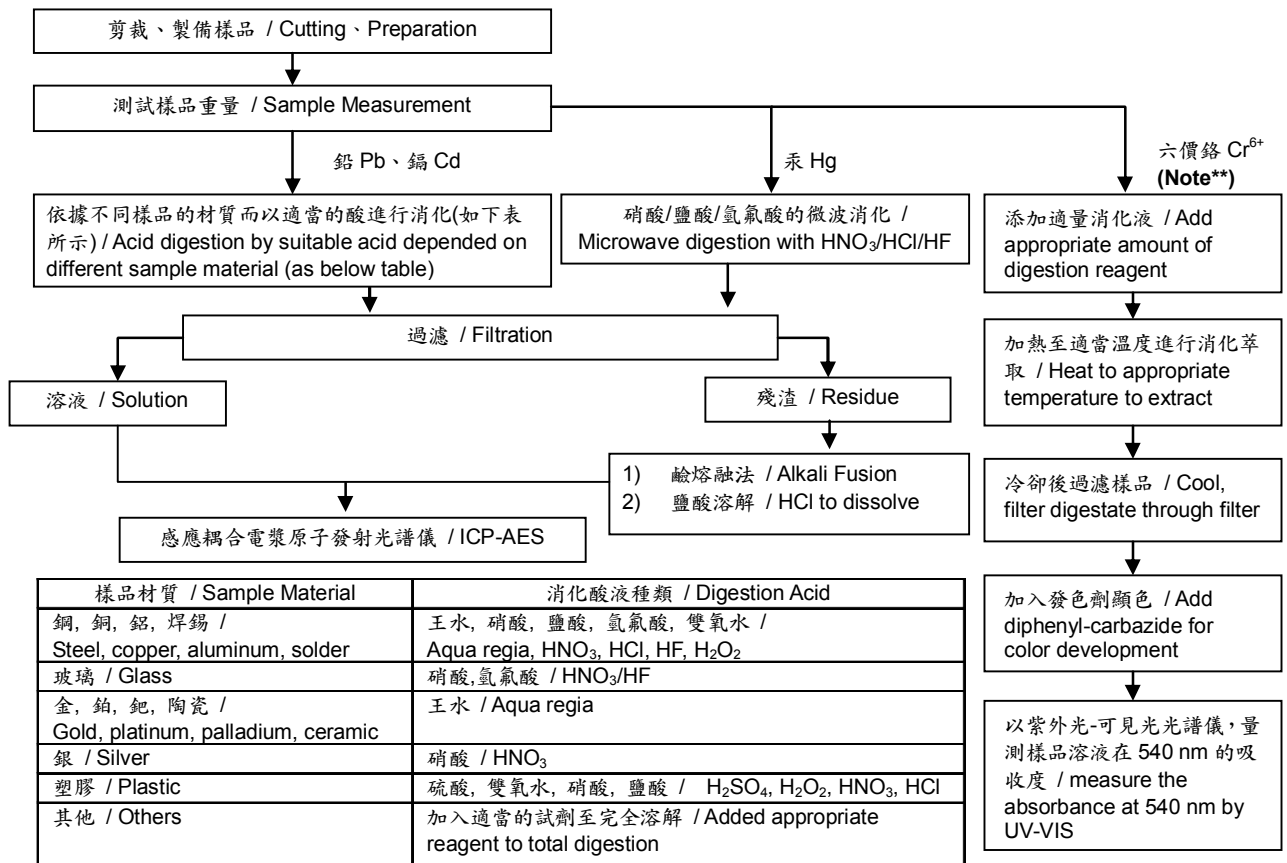 剪裁、製備樣品 / Cutting、Preparation
測試樣品重量 / Sample Measurement
鉛 Pb、鎘 Cd
汞 Hg
六價鉻 Cr6+
(Note**)
依據不同樣品的材質而以適當的酸進行消化(如下表
所示) / Acid digestion by suitable acid depended on
different sample material (as below table)
硝酸/鹽酸/氫氟酸的微波消化 /
Microwave digestion with HNO3/HCl/HF
添加適量消化液 / Add
appropriate amount of
digestion reagent
過濾 / Filtration
加熱至適當溫度進行消化萃
取 / Heat to appropriate
temperature to extract
溶液 / Solution
殘渣 / Residue
1) 鹼熔融法 / Alkali Fusion
2) 鹽酸溶解 / HCl to dissolve
冷卻後過濾樣品 / Cool,
filter digestate through filter
感應耦合電漿原子發射光譜儀 / ICP-AES
加入發色劑顯色 / Add
diphenyl-carbazide for
color development
以紫外光-可見光光譜儀，量
測樣品溶液在 540 nm 的吸
收度 / measure the
absorbance at 540 nm by
UV-VIS
樣品材質 / Sample Material
消化酸液種類 / Digestion Acid
鋼, 銅, 鋁, 焊錫 /
Steel, copper, aluminum, solder
王水, 硝酸, 鹽酸, 氫氟酸, 雙氧水 /
Aqua regia, HNO3, HCl, HF, H2O2
玻璃 / Glass
硝酸,氫氟酸 / HNO3/HF
金, 鉑, 鈀, 陶瓷 /
Gold, platinum, palladium, ceramic
王水 / Aqua regia
銀 / Silver
硝酸 / HNO3
塑膠 / Plastic
硫酸, 雙氧水, 硝酸, 鹽酸 / H2SO4, H2O2, HNO3, HCl
其他 / Others
加入適當的試劑至完全溶解 / Added appropriate
reagent to total digestion